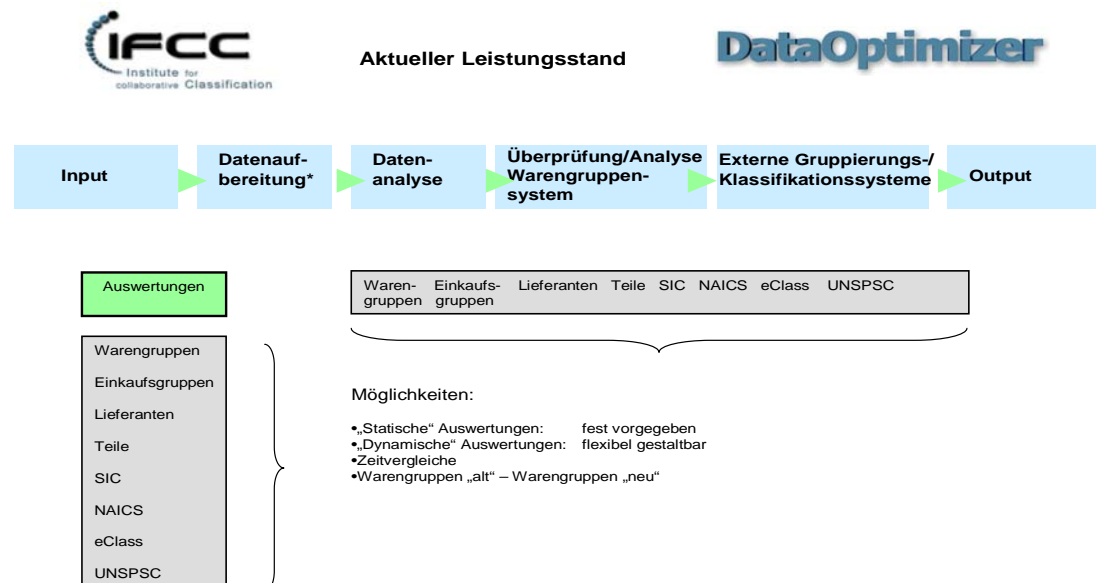 iFCC
Institute for
collaborative Classification
Aktueller Leistungsstand
DataOptimizer
Input
Datenauf-
bereitung*
Daten-
analyse
Überprüfung/Analyse
Warengruppen-
system
Externe Gruppierungs-/
Klassifikationssysteme
Output
Auswertungen
Waren- Einkaufs- Lieferanten Teile SIC NAICS eClass UNSPSC
gruppen gruppen
Warengruppen
Einkaufsgruppen
Lieferanten
Teile
SIC
NAICS
eClass
UNSPSC
Möglichkeiten:
•„Statische“ Auswertungen: fest vorgegeben
•„Dynamische“ Auswertungen: flexibel gestaltbar
•Zeitvergleiche
•Warengruppen „alt“ – Warengruppen „neu“